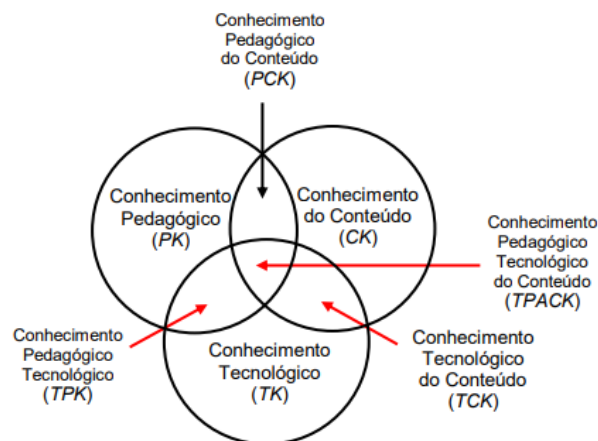 Conhecimento
Pedagógico
do Conteúdo
(PCK)
Conhecimento
Pedagógico
(PK)
Conhecimento
do Conteúdo
(CK)
Conhecimento
Pedagógico
Tecnológico
do Conteúdo
(TPACK)
Conhecimento
Pedagógico
Tecnológico
(TPK)
Conhecimento
Tecnológico
(TK)
Conhecimento
Tecnológico
do Conteúdo
(TCK)